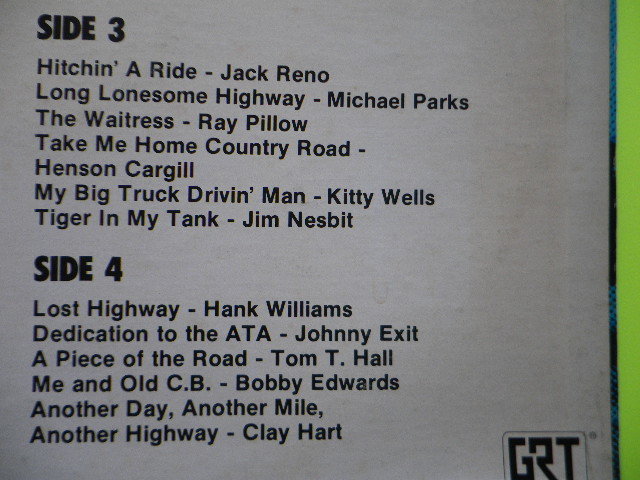 SIDE 3
Hitchin' A Ride - Jack Reno
Long Lonesome Highway - Michael Parks
The Waitress - Ray Pillow
Take Me Home Country Road -
Henson Cargill
My Big Truck Drivin' Man - Kitty Wells
Tiger In My Tank - Jim Nesbit
SIDE 4
Lost Highway - Hank Williams
Dedication to the ATA - Johnny Exit
A Piece of the Road - Tom T. Hall
Me and Old C.B. - Bobby Edwards
Another Day, Another Mile,
Another Highway - Clay Hart
GRT®